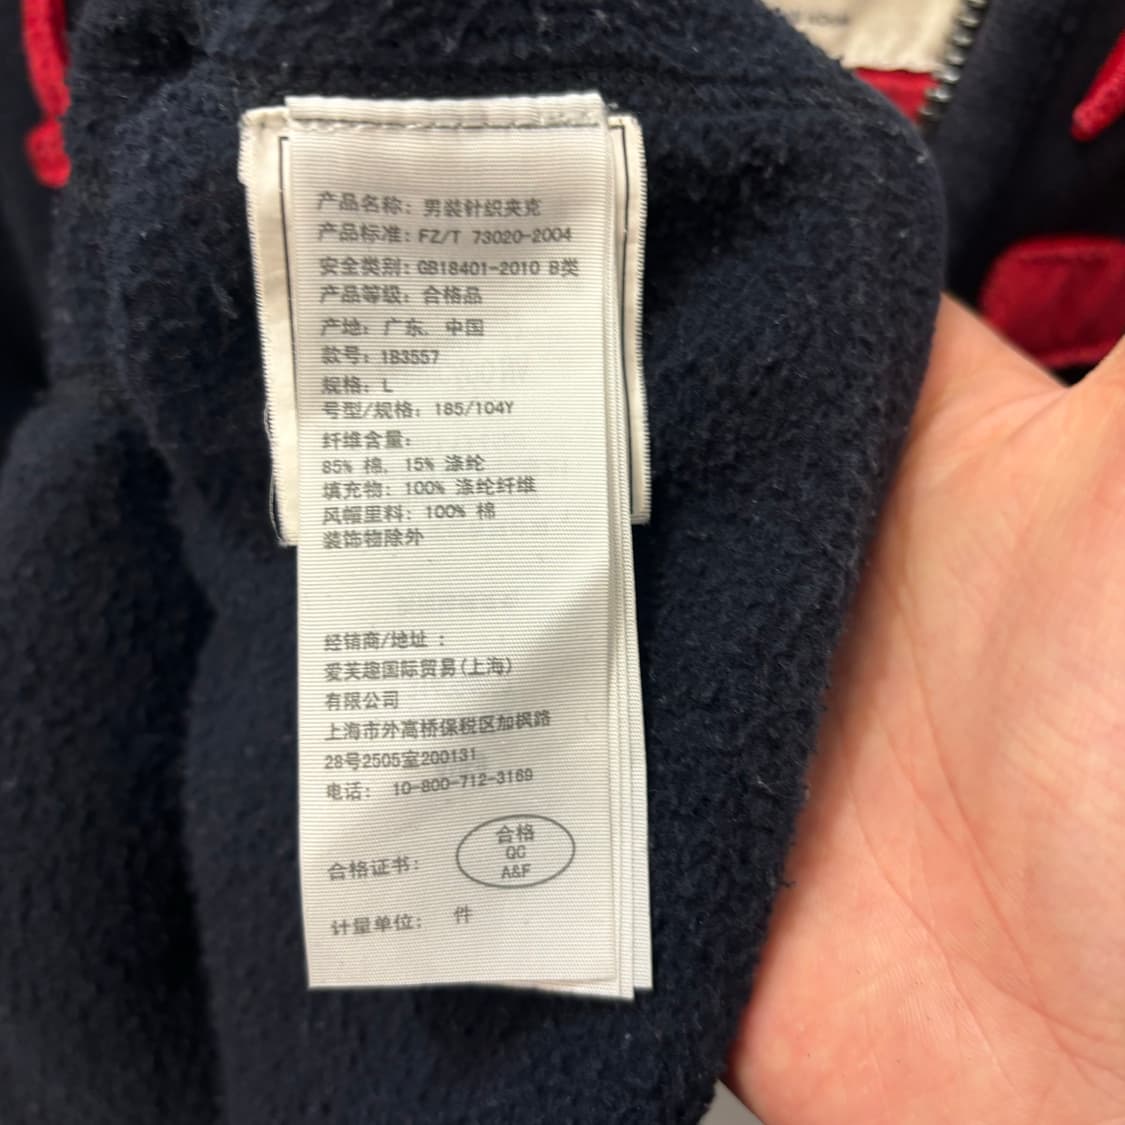 产品名称: 男装针织夹克
产品标准: FZ/T 73020-2004
安全类别: GB18401-2010 B类
产品等级: 合格品
产地: 广东, 中国
款号: 1B3557
规格: L
号型/规格: 185/104Y
纤维含量:
85% 棉, 15% 涤纶
填充物: 100% 涤纶纤维
风帽里料: 100% 棉
装饰物除外
经销商/地址 :
爱芙趣国际贸易(上海)
有限公司
上海市外高桥保税区加枫路
28号2505室200131
电话: 10-800-712-3169
合格证书:
合格
QC
A&F
计量单位: 件